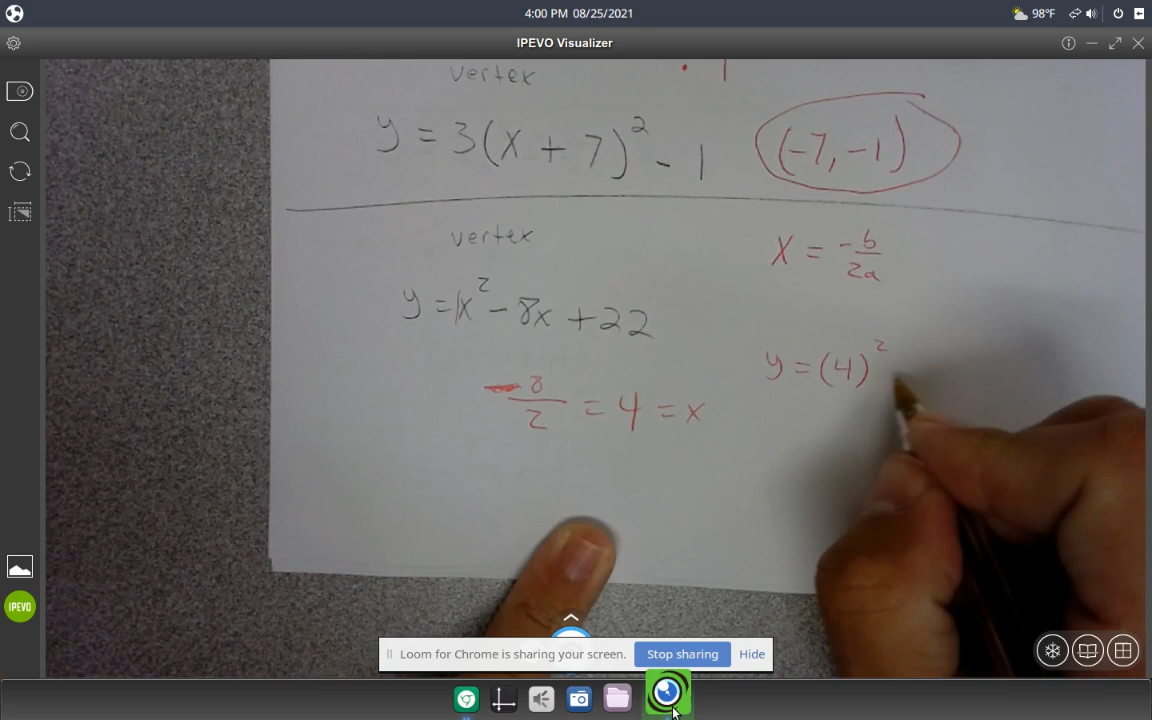 4:00 PM 08/25/2021
98°F
IPEVO Visualizer
vertex
y = 3(x + 7)² - 1
(-7, -1)
vertex
x = -b/2a
y = 1x² - 8x + 22
y = (4)²
8/2 = 4 = x
IPEVO
Loom for Chrome is sharing your screen.
Stop sharing
Hide